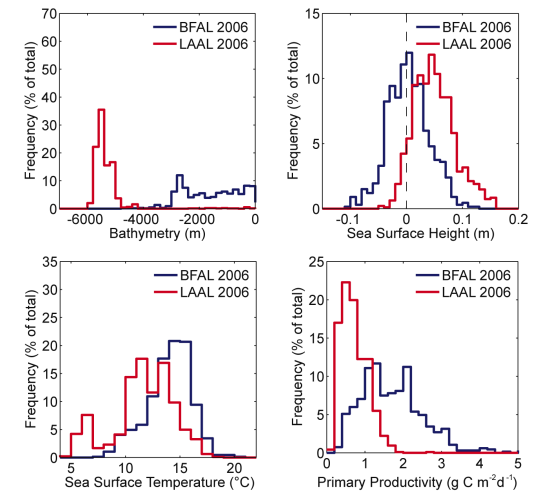 70
60
50
40
30
20
10
0
Frequency (% of total)
BFAL 2006
LAAL 2006
-6000 -4000 -2000 0
Bathymetry (m)
15
10
5
0
Frequency (% of total)
BFAL 2006
LAAL 2006
-0.1 0 0.1 0.2
Sea Surface Height (m)
35
30
25
20
15
10
5
0
Frequency (% of total)
BFAL 2006
LAAL 2006
10 15 20
Sea Surface Temperature (°C)
25
20
15
10
5
0
Frequency (% of total)
BFAL 2006
LAAL 2006
0 1 2 3 4 5
Primary Productivity (g C m⁻²d⁻¹)